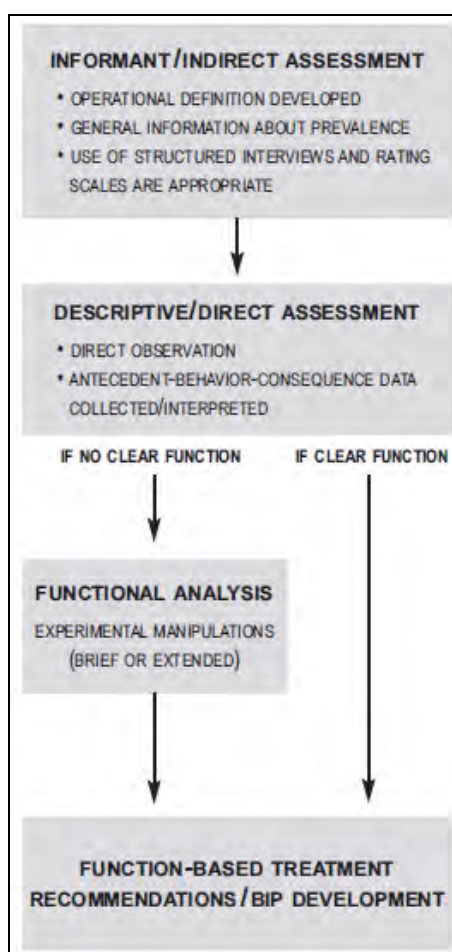 INFORMANT/INDIRECT ASSESSMENT
• OPERATIONAL DEFINITION DEVELOPED
• GENERAL INFORMATION ABOUT PREVALENCE
• USE OF STRUCTURED INTERVIEWS AND RATING
SCALES ARE APPROPRIATE
DESCRIPTIVE/DIRECT ASSESSMENT
• DIRECT OBSERVATION
• ANTECEDENT-BEHAVIOR-CONSEQUENCE DATA
COLLECTED/INTERPRETED
IF NO CLEAR FUNCTION
IF CLEAR FUNCTION
FUNCTIONAL ANALYSIS
EXPERIMENTAL MANIPULATIONS
(BRIEF OR EXTENDED)
FUNCTION-BASED TREATMENT
RECOMMENDATIONS/BIP DEVELOPMENT